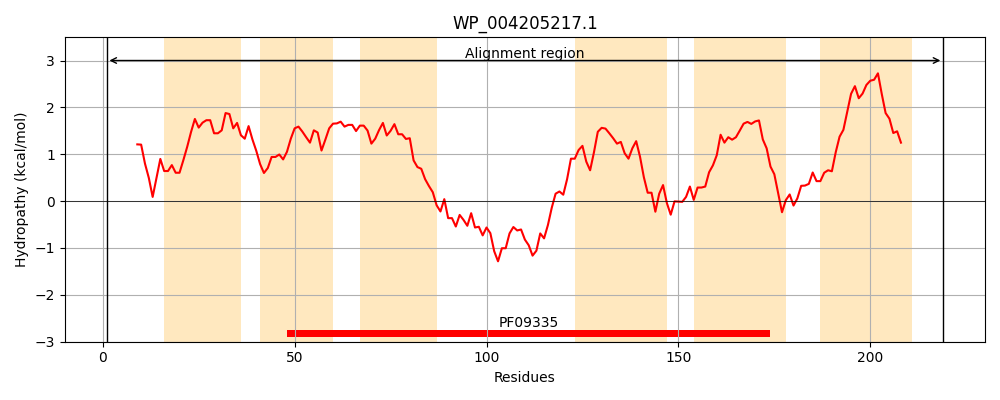 WP_004205217.1
Alignment region
Hydropathy (kcal/mol)
3
2
1
0
−1
−2
−3
PF09335
0 50 100 150 200
Residues